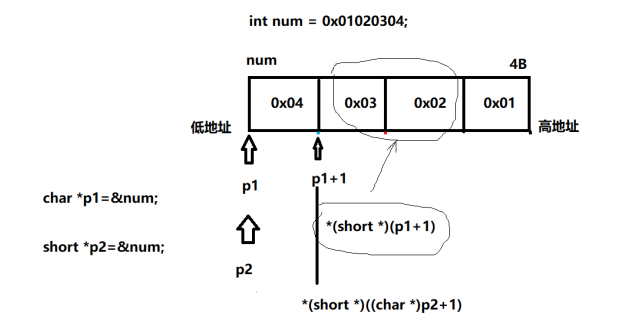 int num = 0x01020304;
num 4B
0x04 0x03 0x02 0x01
低地址 高地址
p1 p1+1
char *p1=&num;
*(short *)(p1+1)
short *p2=&num;
p2
*(short *)((char *)p2+1)